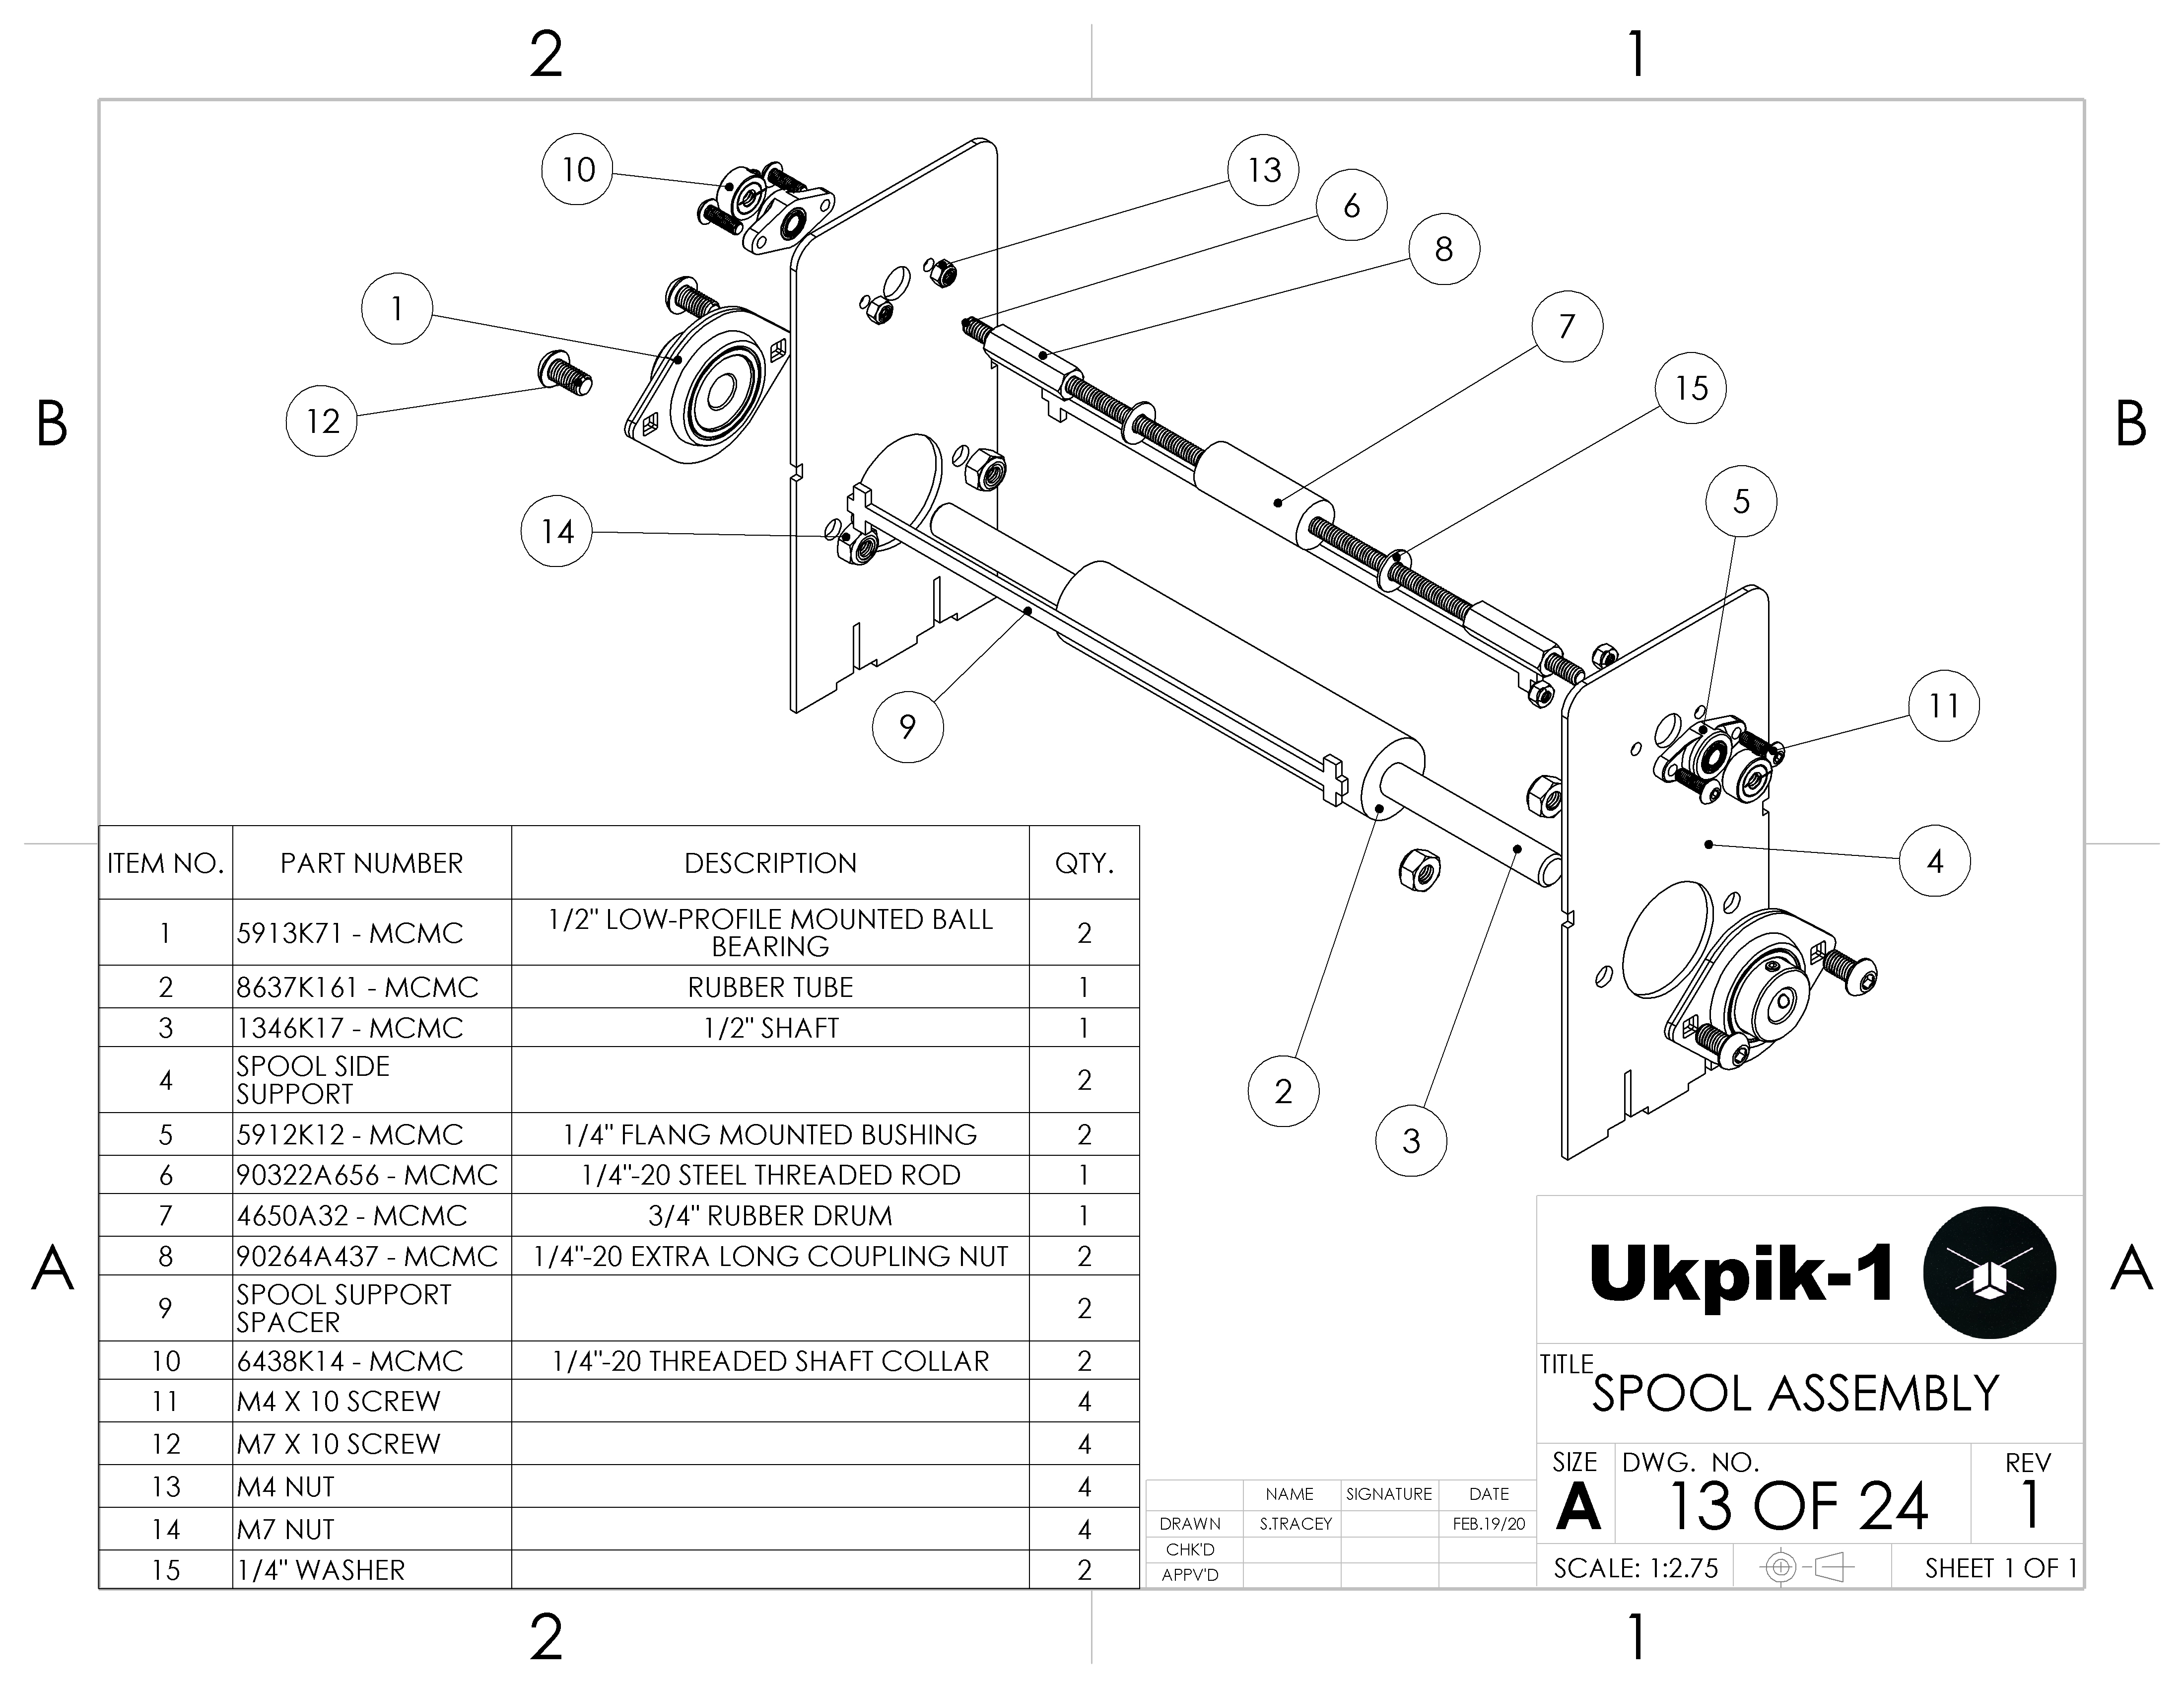 2 1
B B
A A
2 1
10
13
6
8
1
7
15
12
5
14
11
9
4
2
3
ITEM NO. PART NUMBER DESCRIPTION QTY.
1 5913K71 - MCMC 1/2" LOW-PROFILE MOUNTED BALL
BEARING 2
2 8637K161 - MCMC RUBBER TUBE 1
3 1346K17 - MCMC 1/2" SHAFT 1
4 SPOOL SIDE
SUPPORT 2
5 5912K12 - MCMC 1/4" FLANG MOUNTED BUSHING 2
6 90322A656 - MCMC 1/4"-20 STEEL THREADED ROD 1
7 4650A32 - MCMC 3/4" RUBBER DRUM 1
8 90264A437 - MCMC 1/4"-20 EXTRA LONG COUPLING NUT 2
9 SPOOL SUPPORT
SPACER 2
10 6438K14 - MCMC 1/4"-20 THREADED SHAFT COLLAR 2
11 M4 X 10 SCREW 4
12 M7 X 10 SCREW 4
13 M4 NUT 4
14 M7 NUT 4
15 1/4" WASHER 2
NAME SIGNATURE DATE
DRAWN S.TRACEY FEB.19/20
CHK'D
APPV'D
Ukpik-1
TITLE
SPOOL ASSEMBLY
SIZE DWG. NO. REV
A 13 OF 24 1
SCALE: 1:2.75 SHEET 1 OF 1